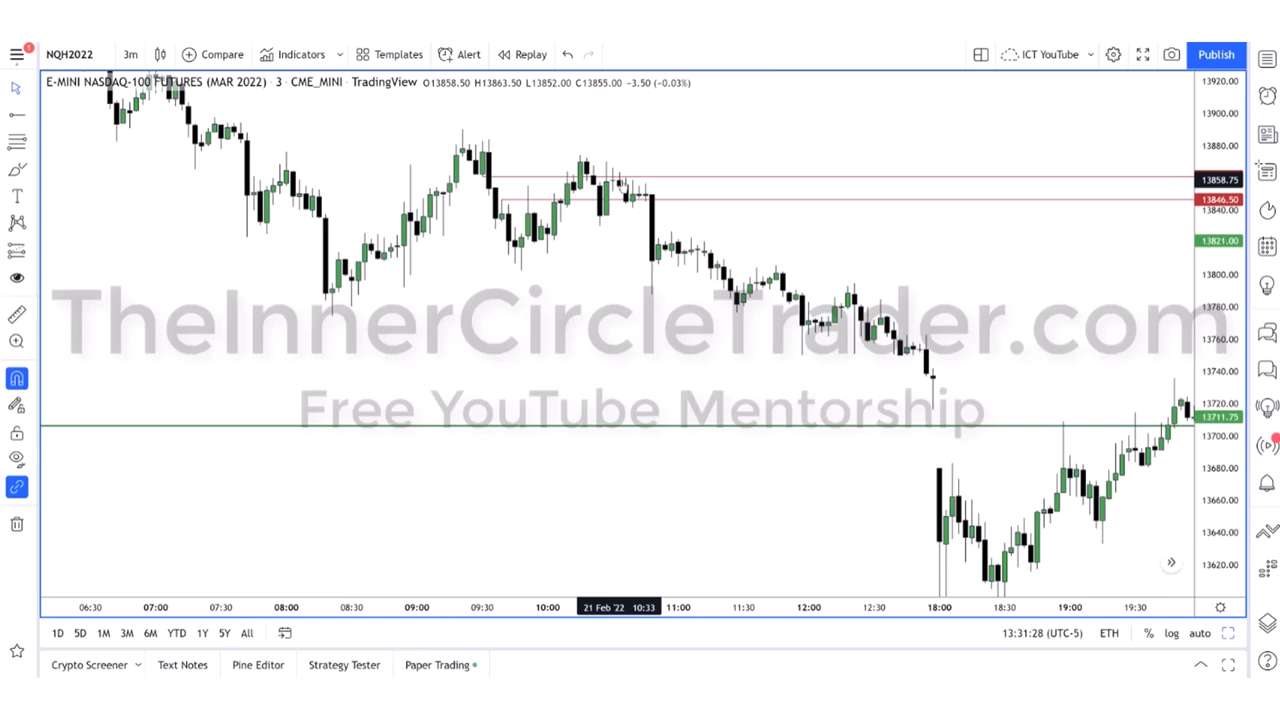 NQH2022 3m Compare Indicators Templates Alert Replay ICT YouTube Publish
E-MINI NASDAQ-100 FUTURES (MAR 2022) · 3 · CME_MINI · TradingView O13858.50 H13863.50 L13852.00 C13855.00 -3.50 (-0.03%)
13920.00
13900.00
13880.00
13858.75
13846.50
13840.00
13821.00
13800.00
13780.00
13760.00
13740.00
13720.00
13711.75
13700.00
13680.00
13660.00
13640.00
13620.00
TheInnerCircleTrader.com
Free YouTube Mentorship
06:30 07:00 07:30 08:00 08:30 09:00 09:30 10:00 21 Feb '22 10:33 11:00 11:30 12:00 12:30 18:00 18:30 19:00 19:30
1D 5D 1M 3M 6M YTD 1Y 5Y All 13:31:28 (UTC-5) ETH % log auto
Crypto Screener Text Notes Pine Editor Strategy Tester Paper Trading